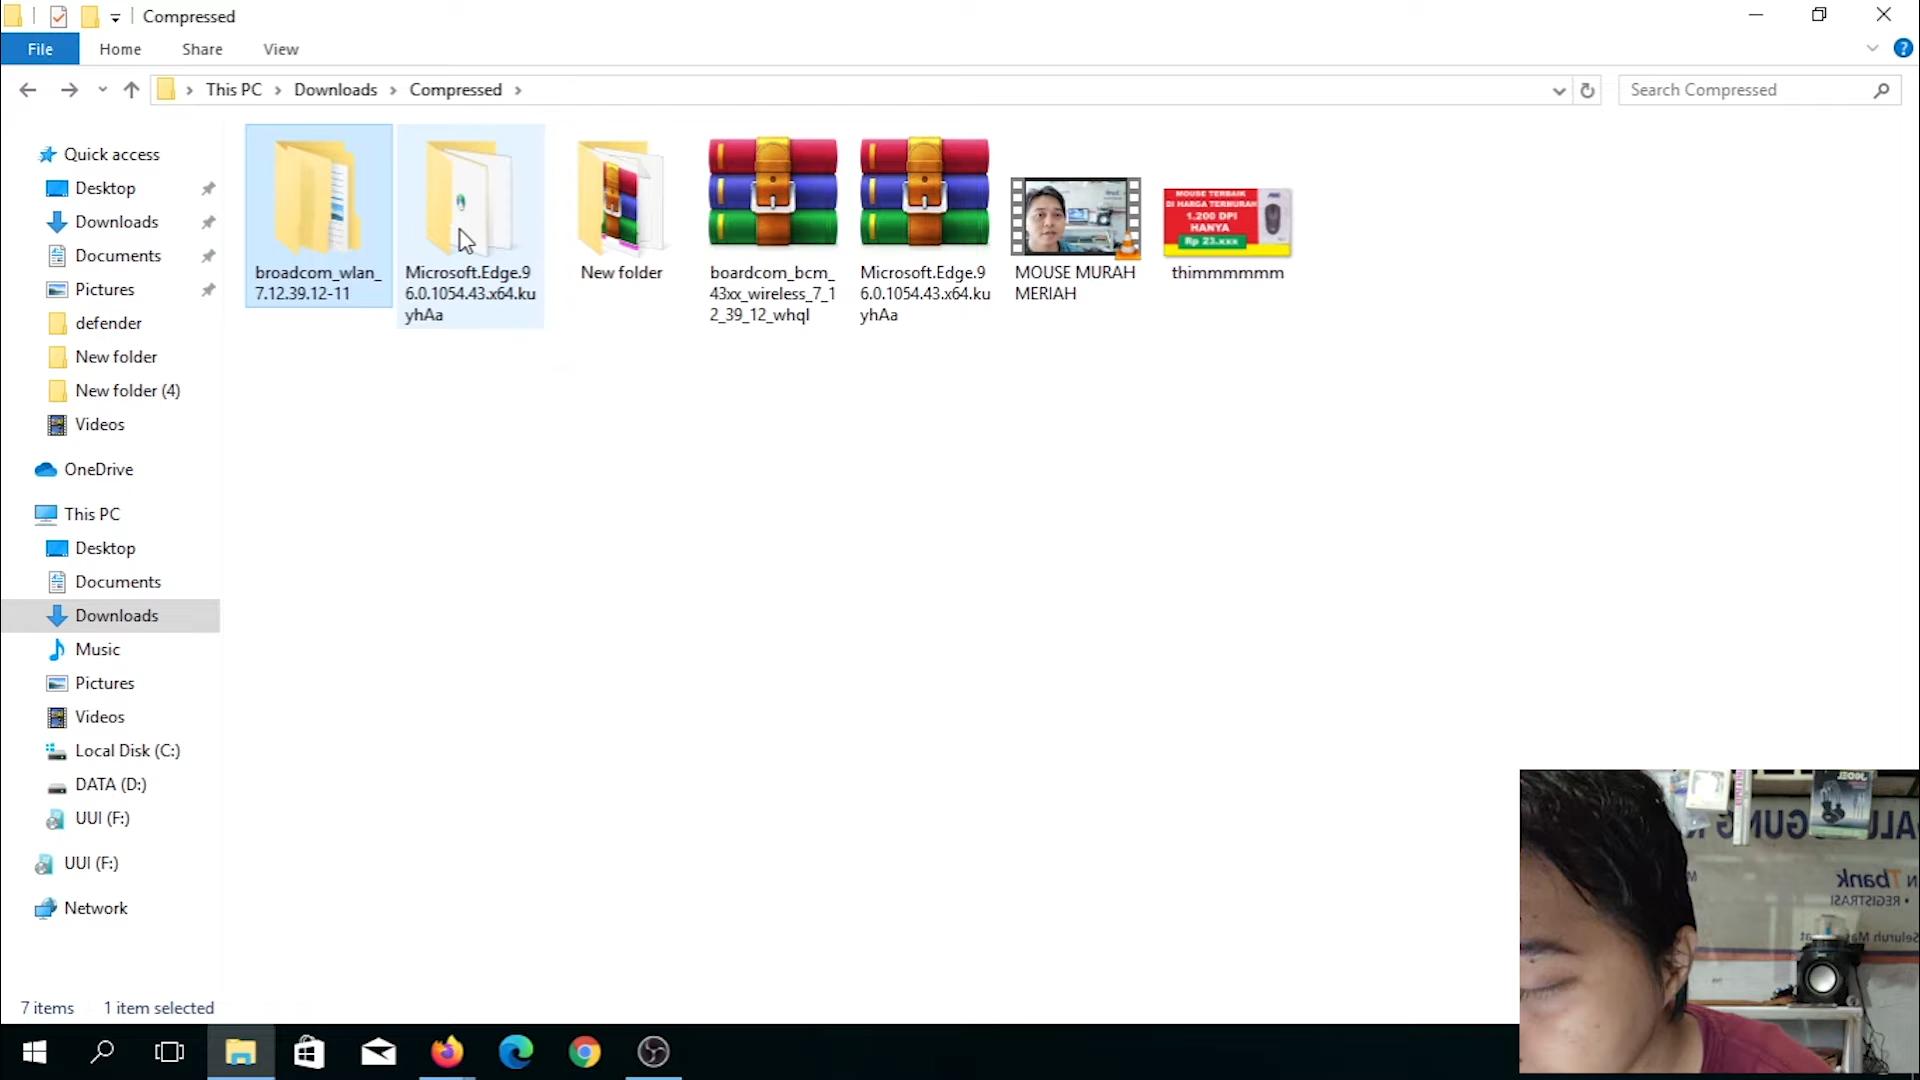 Compressed
File
Home
Share
View
This PC
Downloads
Compressed
Search Compressed
Quick access
Desktop
Downloads
Documents
Pictures
defender
New folder
New folder (4)
Videos
OneDrive
This PC
Desktop
Documents
Downloads
Music
Pictures
Videos
Local Disk (C:)
DATA (D:)
UUI (F:)
UUI (F:)
Network
broadcom_wlan_
7.12.39.12-11
Microsoft.Edge.9
6.0.1054.43.x64.ku
yhAa
New folder
boardcom_bcm_
43xx_wireless_7_1
2_39_12_whql
Microsoft.Edge.9
6.0.1054.43.x64.ku
yhAa
MOUSE MURAH
MERIAH
MOUSE TERBAIK
DI HARGA TERMURAH
1.200 DPI
HANYA
Rp 23.xxx
thimmmmmm
7 items
1 item selected
Tbank
REGISTRASI